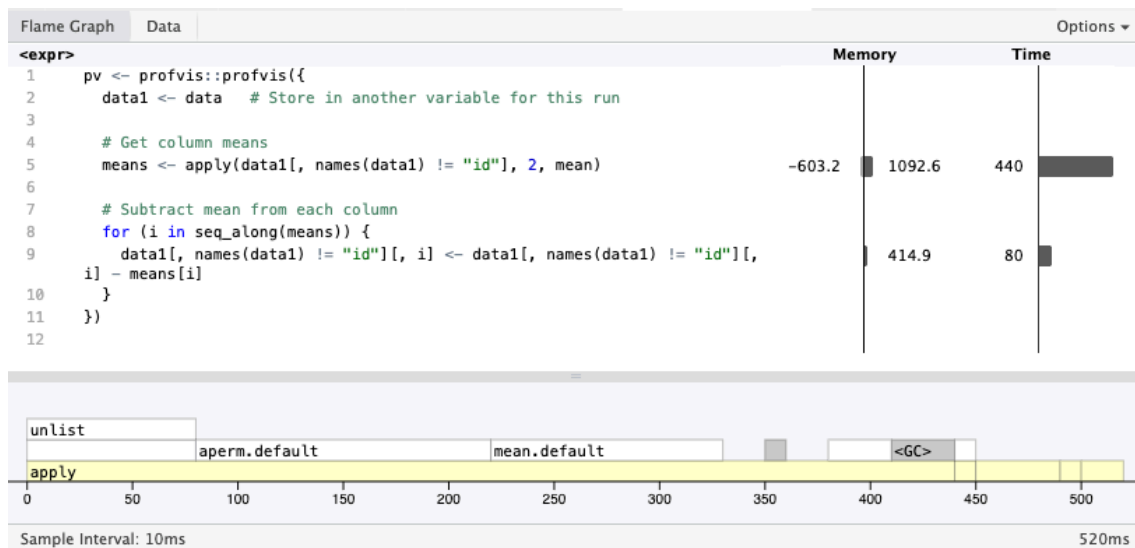 Flame Graph Data Options ▾
<expr> Memory Time
1 pv <- profvis::profvis({
2 data1 <- data # Store in another variable for this run
3
4 # Get column means
5 means <- apply(data1[, names(data1) != "id"], 2, mean) -603.2 1092.6 440
6
7 # Subtract mean from each column
8 for (i in seq_along(means)) {
9 data1[, names(data1) != "id"][, i] <- data1[, names(data1) != "id"][, 414.9 80
i] - means[i]
10 }
11 })
12
unlist
aperm.default mean.default <GC>
apply
0 50 100 150 200 250 300 350 400 450 500
Sample Interval: 10ms 520ms